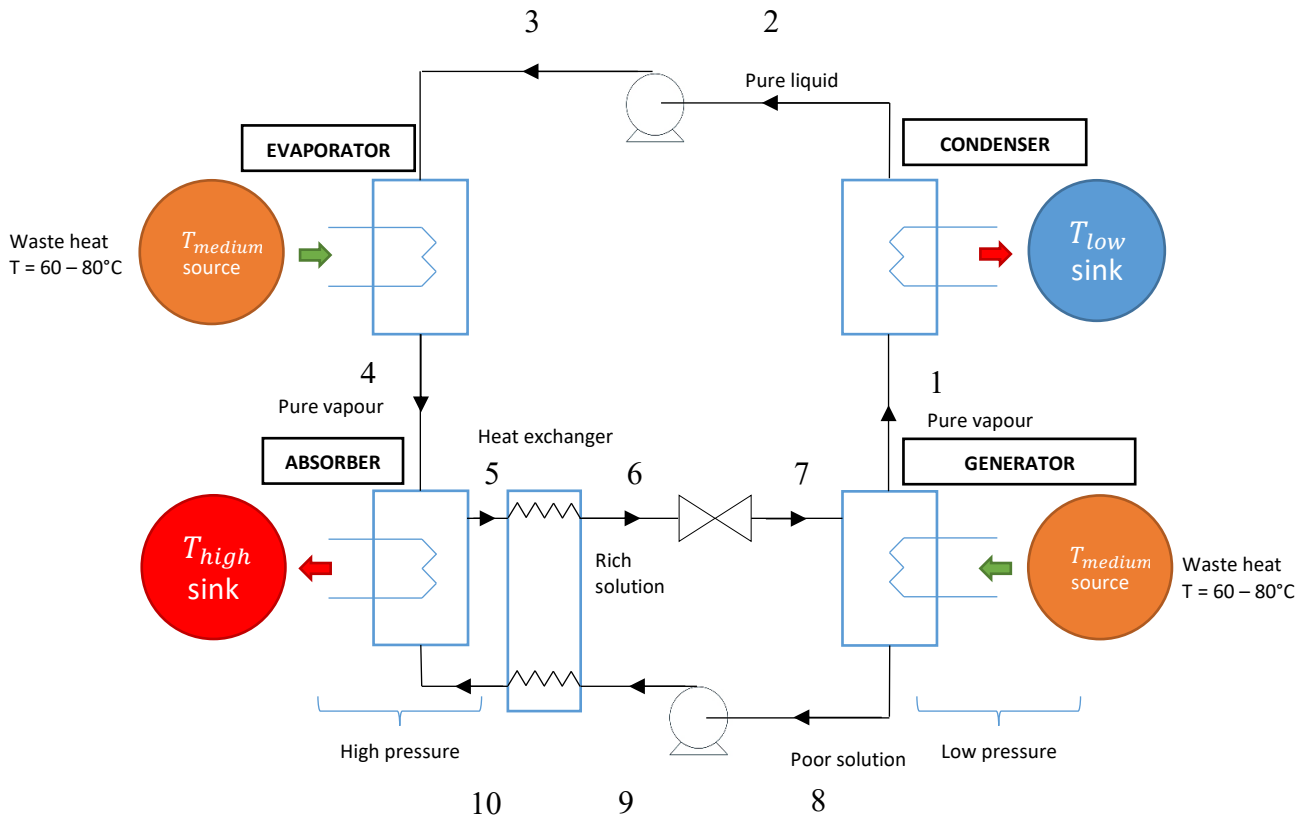 3
2
Pure liquid
EVAPORATOR
CONDENSER
Waste heat
T = 60 – 80°C
T_medium
source
T_low
sink
4
Pure vapour
1
Pure vapour
ABSORBER
Heat exchanger
GENERATOR
5
6
7
T_high
sink
Rich
solution
T_medium
source
Waste heat
T = 60 – 80°C
High pressure
Poor solution
Low pressure
10
9
8